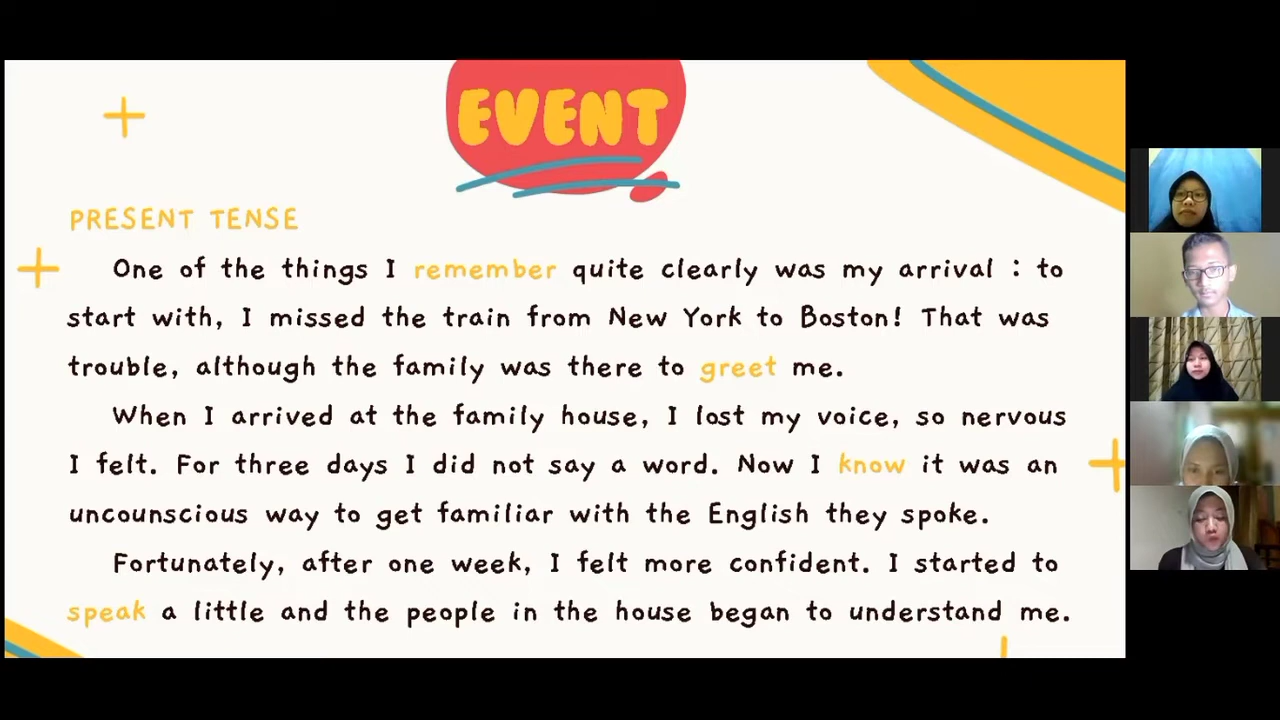 EVENT
PRESENT TENSE
One of the things I remember quite clearly was my arrival : to
start with, I missed the train from New York to Boston! That was
trouble, although the family was there to greet me.
When I arrived at the family house, I lost my voice, so nervous
I felt. For three days I did not say a word. Now I know it was an
uncounscious way to get familiar with the English they spoke.
Fortunately, after one week, I felt more confident. I started to
speak a little and the people in the house began to understand me.